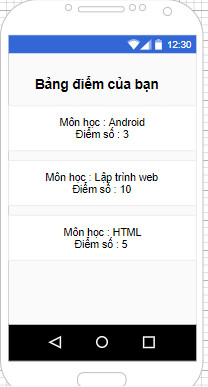 12:30
Bảng điểm của bạn
Môn học : Android
Điểm số : 3
Môn học : Lập trình web
Điểm số : 10
Môn học : HTML
Điểm số : 5